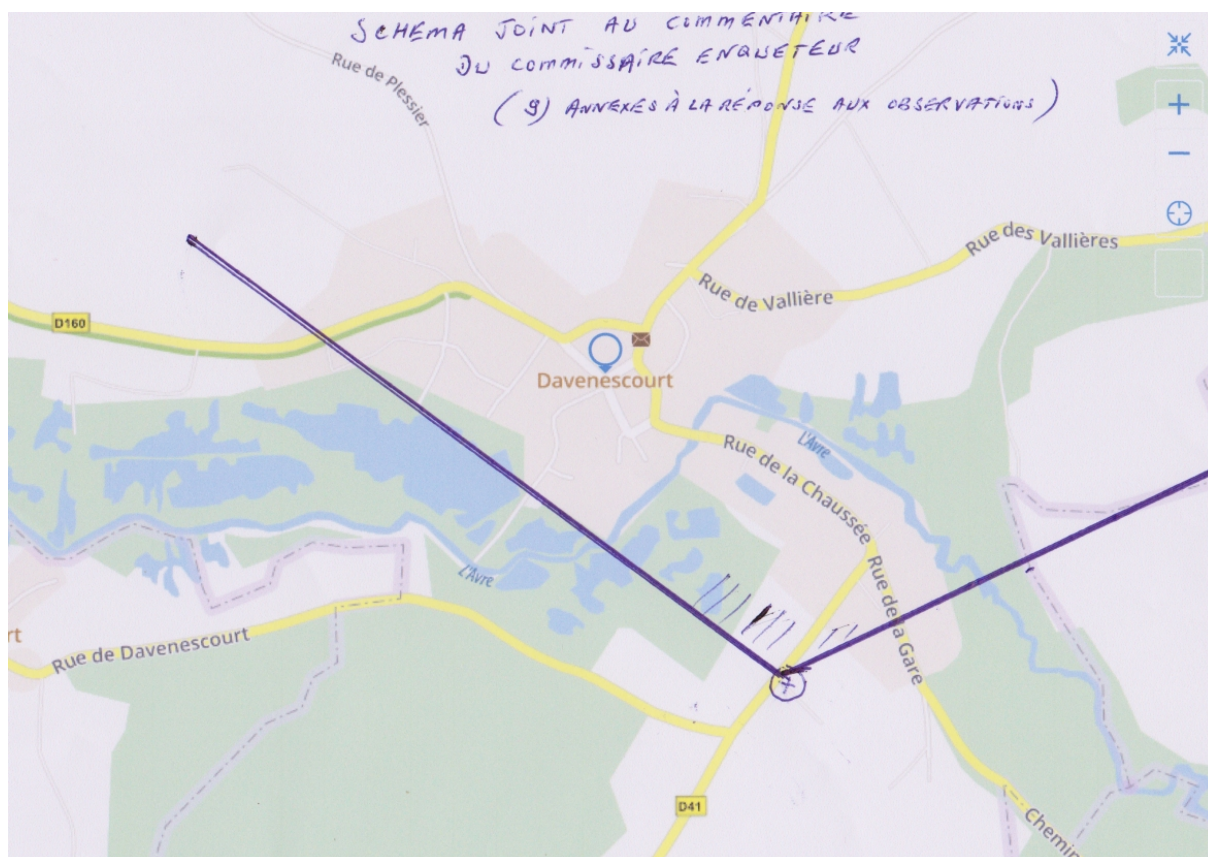 SCHEMA JOINT AU COMMENTAIRE
DU COMMISSAIRE ENQUETEUR
(9) ANNEXES À LA RÉPONSE AUX OBSERVATIONS)
Rue de Plessier
Rue des Vallières
Rue de Vallière
D160
Davenescourt
L'Avre
Rue de la Chaussée
L'Avre
Rue de la Gare
rt
Rue de Davenescourt
D41
Chemin